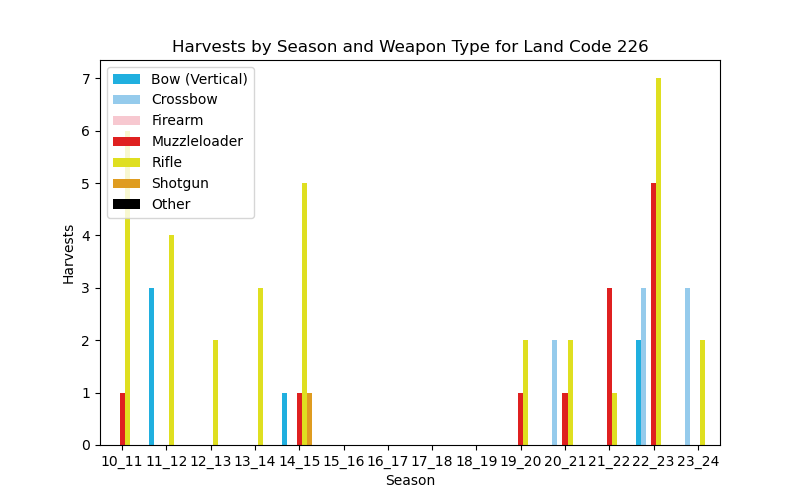 Harvests by Season and Weapon Type for Land Code 226
Harvests
7
6
5
4
3
2
1
0
Bow (Vertical)
Crossbow
Firearm
Muzzleloader
Rifle
Shotgun
Other
10_11 11_12 12_13 13_14 14_15 15_16 16_17 17_18 18_19 19_20 20_21 21_22 22_23 23_24
Season